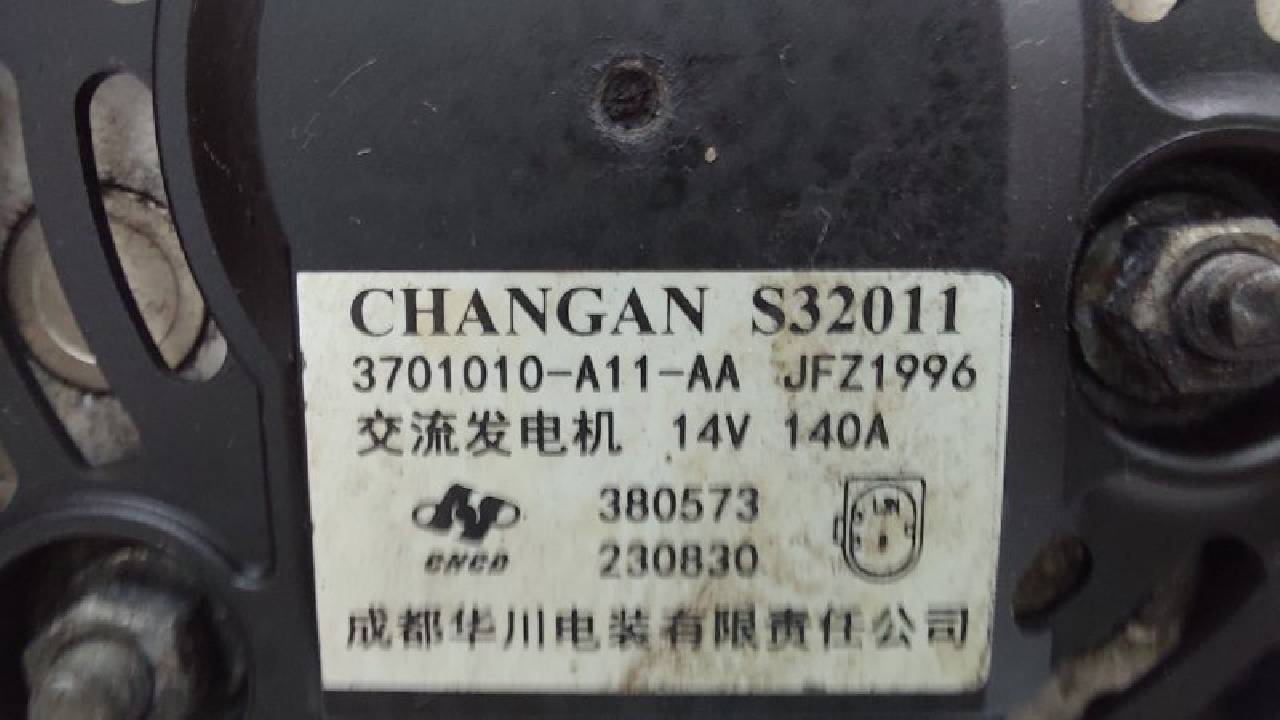 CHANGAN S32011
3701010-A11-AA JFZ1996
交流发电机 14V 140A
380573
CHCD
230830
成都华川电装有限责任公司